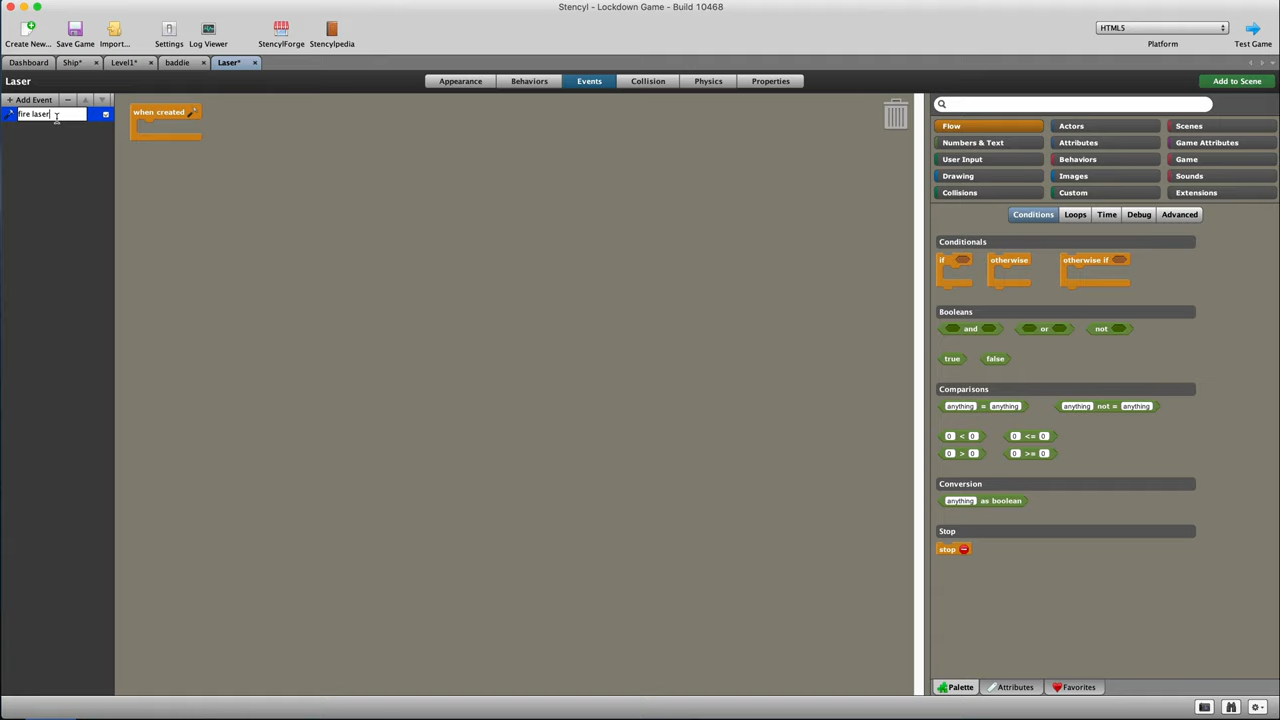 Stencyl - Lockdown Game - Build 10468
Create New... Save Game Import... Settings Log Viewer StencylForge Stencylpedia
HTML5
Platform
Test Game
Dashboard Ship* × Level1* × baddie × Laser* ×
Laser
Appearance Behaviors Events Collision Physics Properties
Add to Scene
+ Add Event
fire laser
when created
Flow Actors Scenes
Numbers & Text Attributes Game Attributes
User Input Behaviors Game
Drawing Images Sounds
Collisions Custom Extensions
Conditions Loops Time Debug Advanced
Conditionals
if otherwise otherwise if
Booleans
and or not
true false
Comparisons
anything = anything anything not = anything
0 < 0 0 <= 0
0 > 0 0 >= 0
Conversion
anything as boolean
Stop
stop
Palette Attributes Favorites